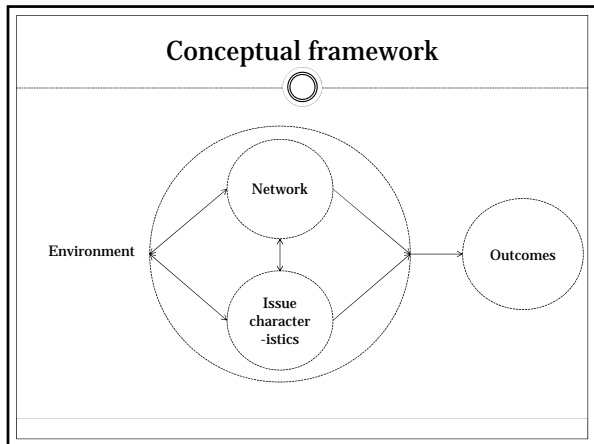 Conceptual framework
Network
Environment
Outcomes
Issue
character
-istics